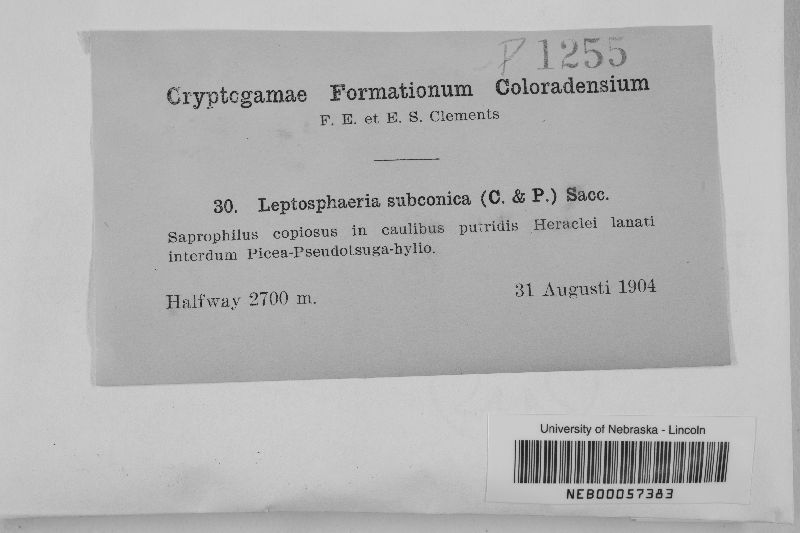 P 1255
Cryptogamae Formationum Coloradensium
F. E. et E. S. Clements
30. Leptosphaeria subconica (C. & P.) Sacc.
Saprophilus copiosus in caulibus putridis Heraclei lanati
interdum Picea-Pseudotsuga-hylio.
Halfway 2700 m.
31 Augusti 1904
University of Nebraska - Lincoln
NEB00057383